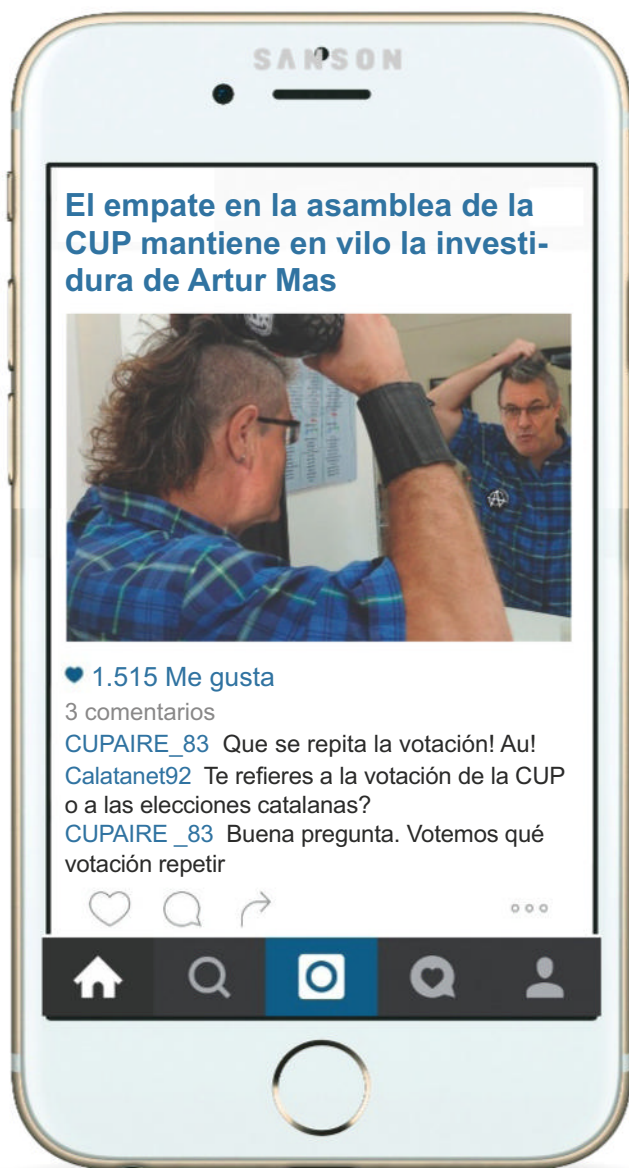 SANSON
El empate en la asamblea de la
CUP mantiene en vilo la investi-
dura de Artur Mas
1.515 Me gusta
3 comentarios
CUPAIRE_83 Que se repita la votación! Au!
Calatanet92 Te refieres a la votación de la CUP
o a las elecciones catalanas?
CUPAIRE _83 Buena pregunta. Votemos qué
votación repetir